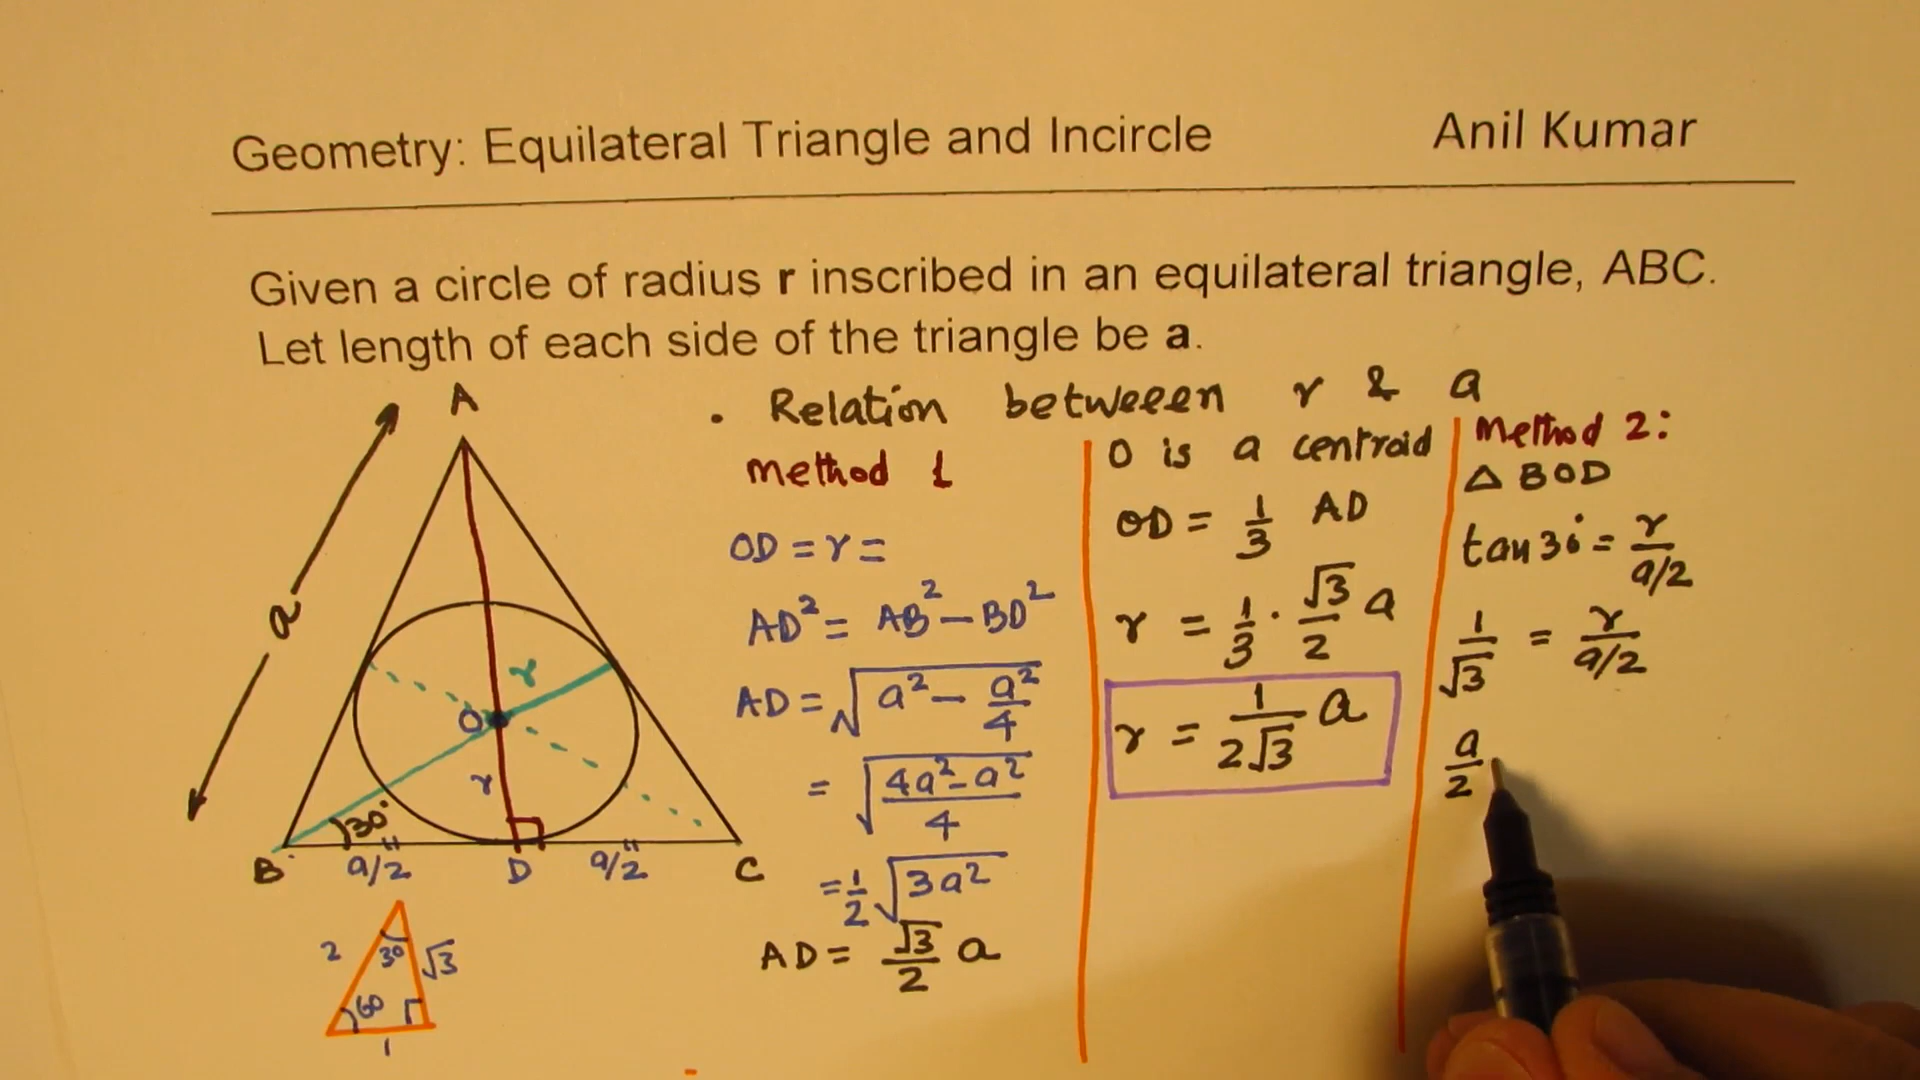 Geometry: Equilateral Triangle and Incircle
Anil Kumar
Given a circle of radius r inscribed in an equilateral triangle, ABC.
Let length of each side of the triangle be a.
. Relation betweeen r & a
A
a
O
r
r
30°
B
a/2
D
a/2
C
2
30
√3
60
1
method 1
OD = r =
AD² = AB² - BD²
AD = √(a² - a²/4)
= √((4a² - a²)/4)
= 1/2 √(3a²)
AD = √3/2 a
O is a centroid
OD = 1/3 AD
r = 1/3 · √3/2 a
r = 1/(2√3) a
Method 2:
△ BOD
tan 30 = r/(a/2)
1/√3 = r/(a/2)
a/2